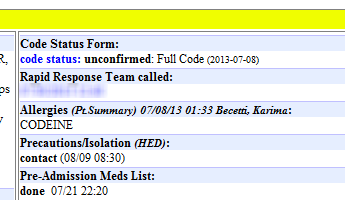 Code Status Form:
R,
code status: unconfirmed: Full Code (2013-07-08)
Rapid Response Team called:
ps
Allergies (Pt.Summary) 07/08/13 01:33 Becetti, Karima:
CODEINE
Precautions/Isolation (HED):
contact (08/09 08:30)
Pre-Admission Meds List:
done 07/21 22:20